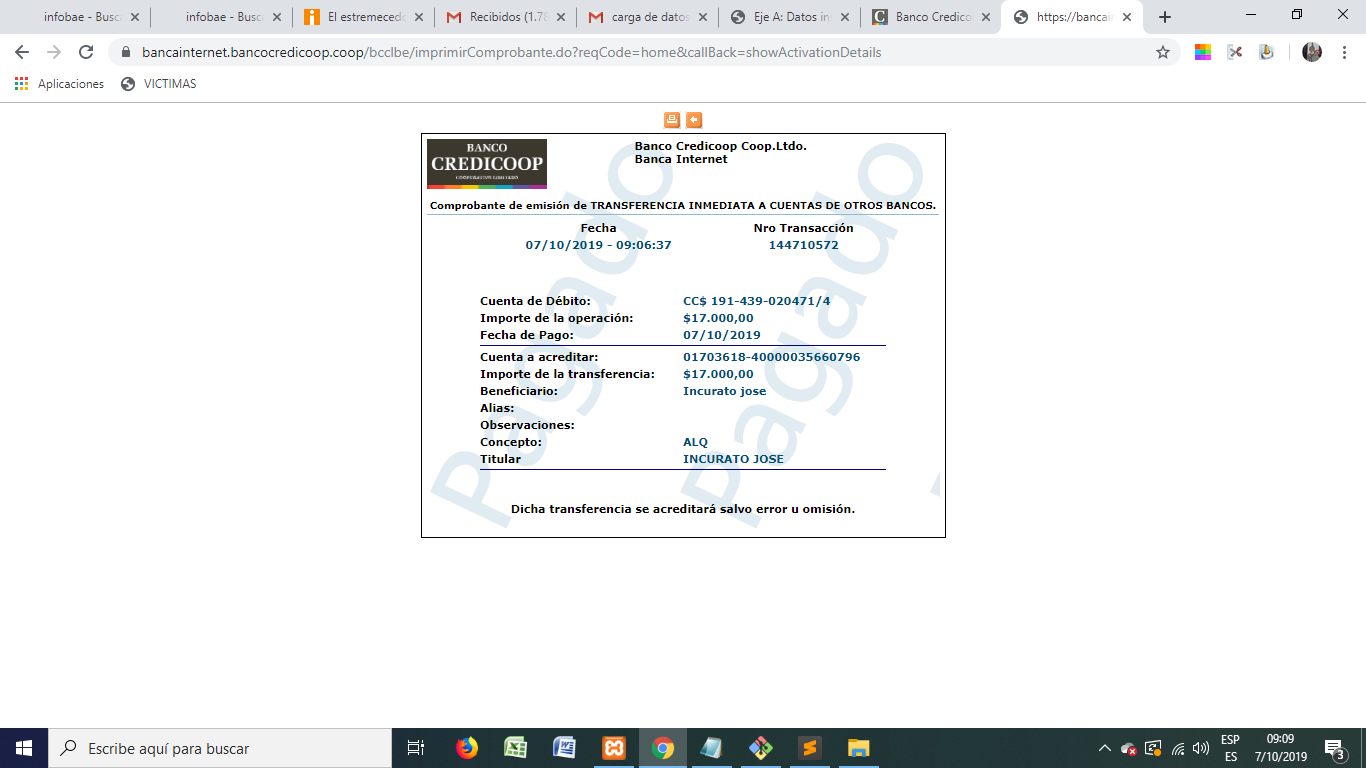 infobae - Busc
infobae - Busc
El estremecedo
Recibidos (1.78
carga de datos
Eje A: Datos in
Banco Credico
https://bancai
bancainternet.bancocredicoop.coop/bcclbe/imprimirComprobante.do?reqCode=home&callBack=showActivationDetails
Aplicaciones
VICTIMAS
BANCO
CREDICOOP
COOPERATIVO LIMITADO
Banco Credicoop Coop.Ltdo.
Banca Internet
Comprobante de emisión de TRANSFERENCIA INMEDIATA A CUENTAS DE OTROS BANCOS.
Fecha Nro Transacción
07/10/2019 - 09:06:37 144710572
Cuenta de Débito: CC$ 191-439-020471/4
Importe de la operación: $17.000,00
Fecha de Pago: 07/10/2019
Cuenta a acreditar: 01703618-40000035660796
Importe de la transferencia: $17.000,00
Beneficiario: Incurato jose
Alias:
Observaciones:
Concepto: ALQ
Titular INCURATO JOSE
Dicha transferencia se acreditará salvo error u omisión.
Pagado
Pagado
Escribe aquí para buscar
ESP
ES
09:09
7/10/2019
3